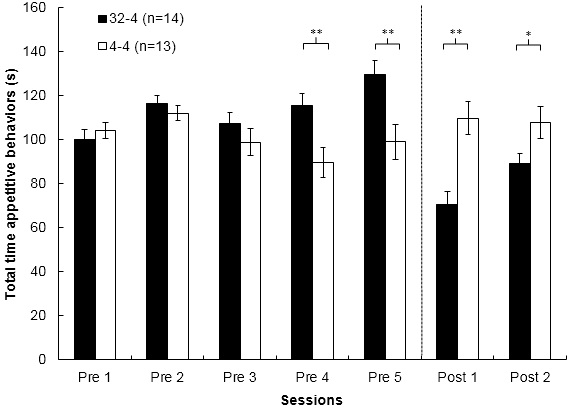 Total time appetitive behaviors (s)
160
140
120
100
80
60
40
20
0
32-4 (n=14)
4-4 (n=13)
**
**
**
*
Pre 1 Pre 2 Pre 3 Pre 4 Pre 5 Post 1 Post 2
Sessions